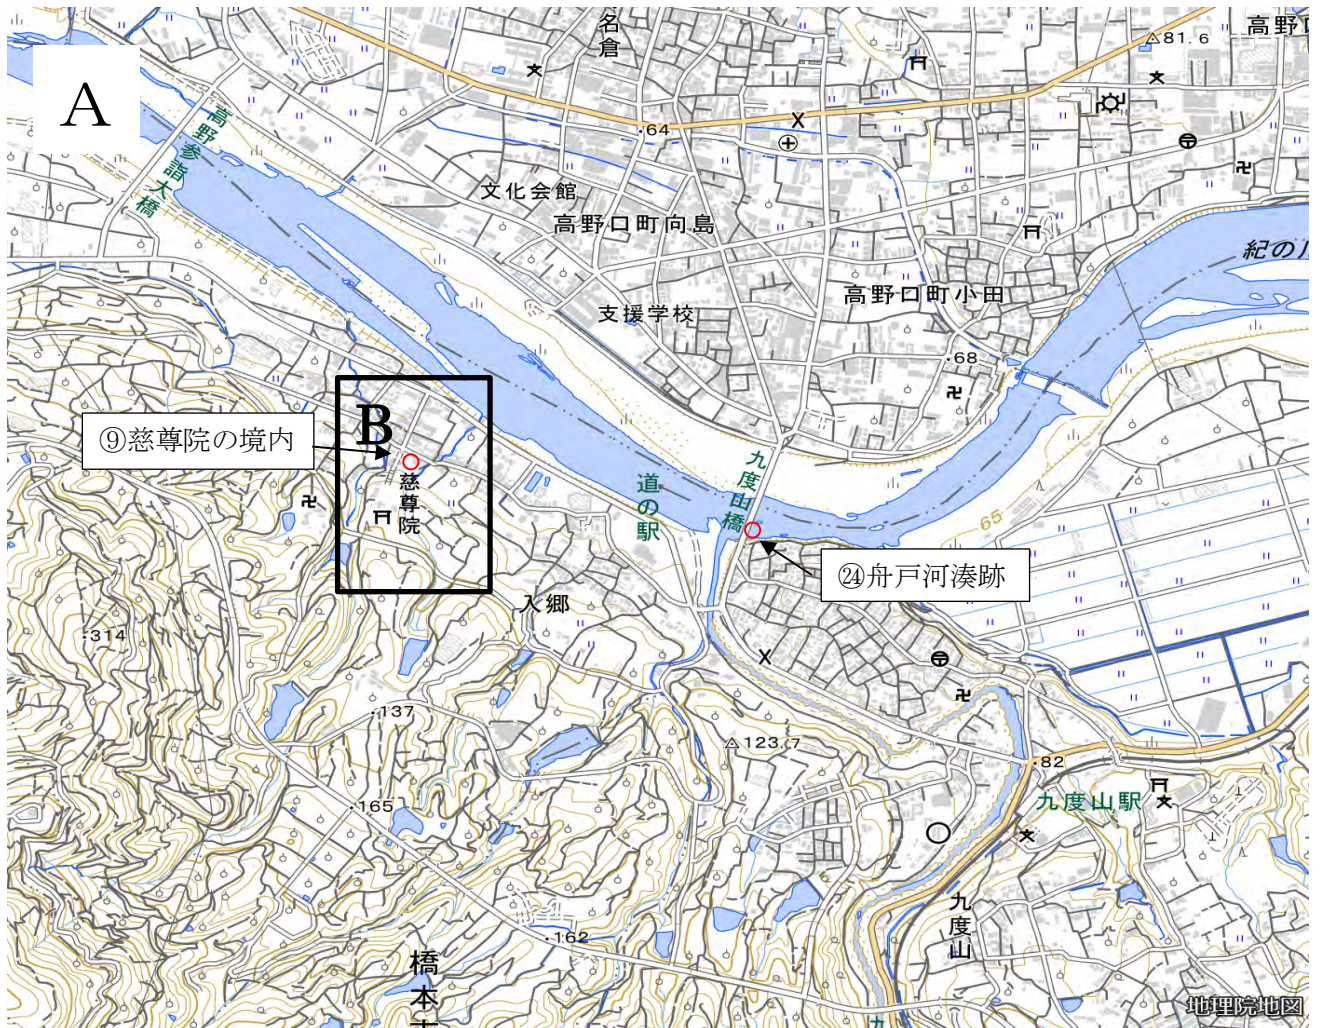 A
名倉
高野口
△81.6
・64
高野参詣大橋
文化会館
高野口町向島
紀の川
高野口町小田
支援学校
・68
B
⑨慈尊院の境内
慈尊院
道の駅
九度山橋
65
㉔舟戸河湊跡
入郷
・314
・137
△123.7
・82
九度山駅
・165
九度山
・162
橋本市
九
地理院地図